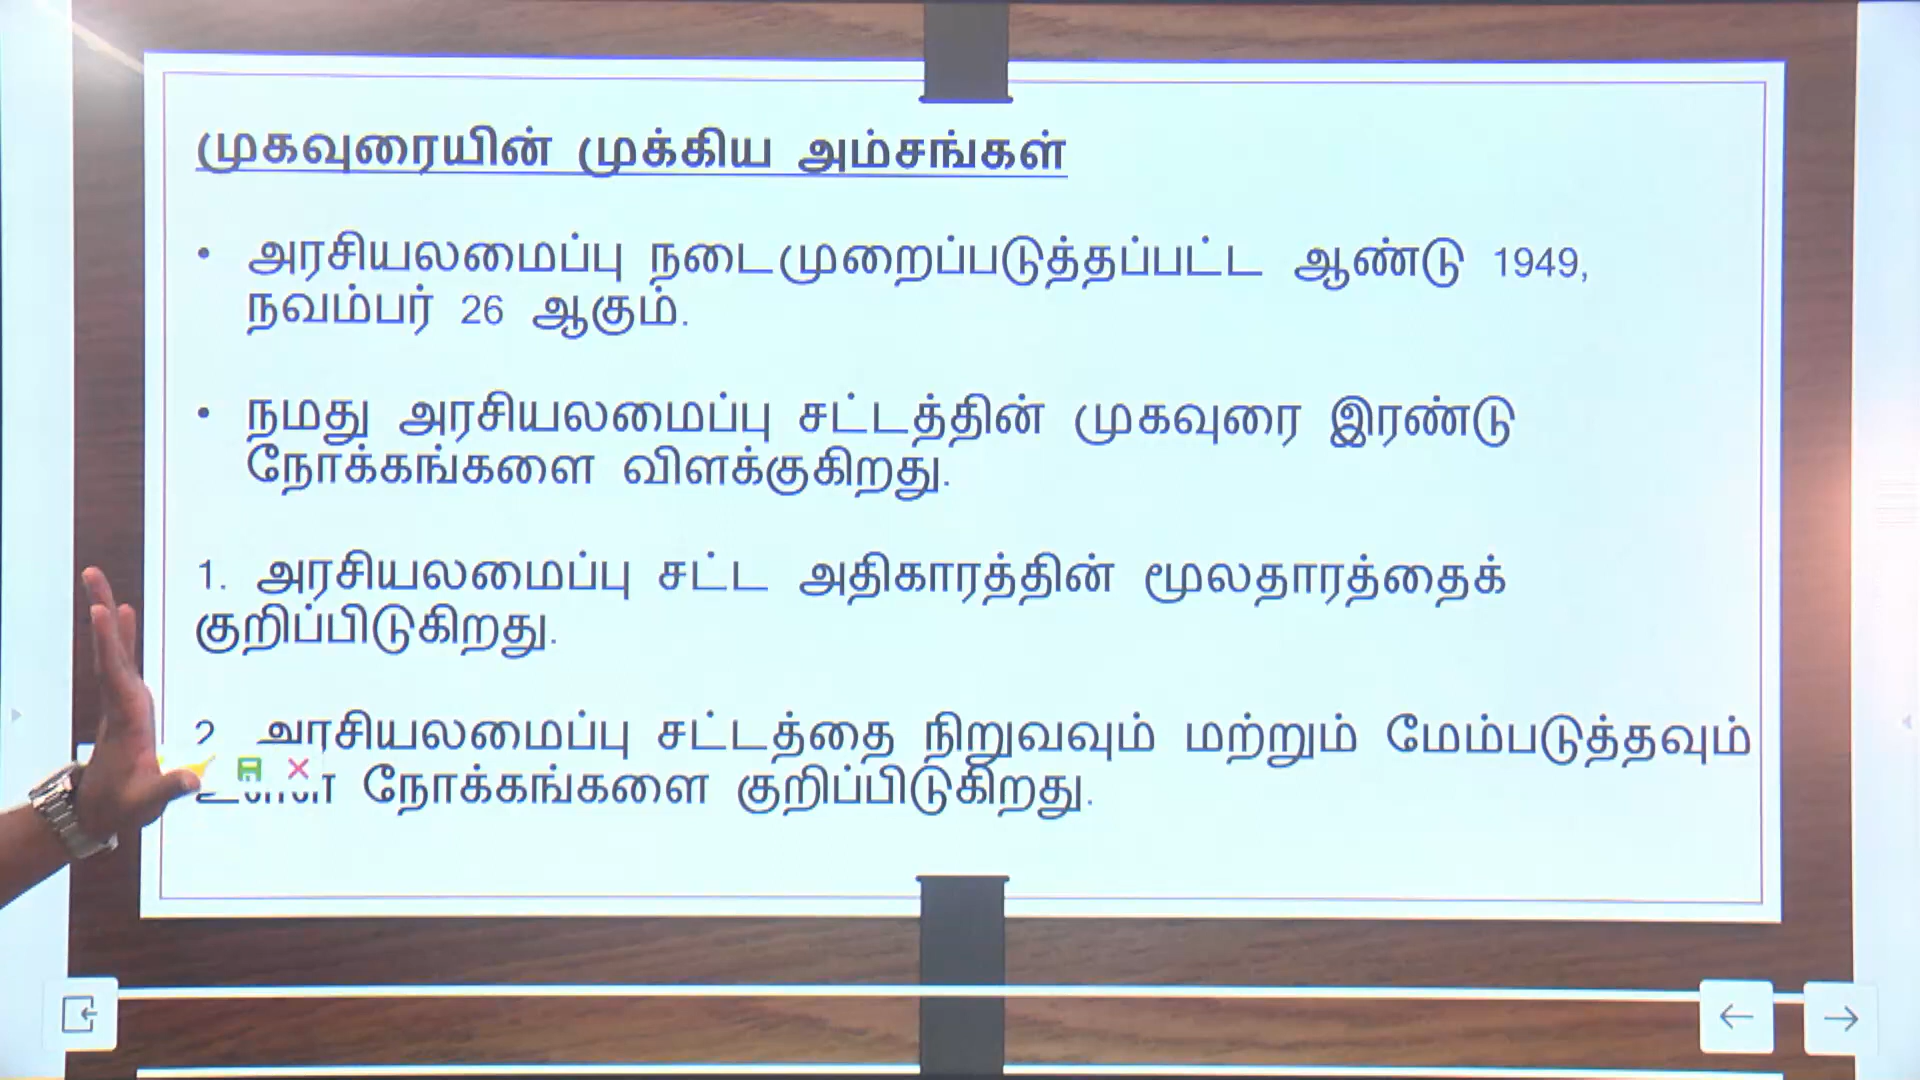 முகவுரையின் முக்கிய அம்சங்கள்
• அரசியலமைப்பு நடைமுறைப்படுத்தப்பட்ட ஆண்டு 1949,
நவம்பர் 26 ஆகும்.
• நமது அரசியலமைப்பு சட்டத்தின் முகவுரை இரண்டு
நோக்கங்களை விளக்குகிறது.
1. அரசியலமைப்பு சட்ட அதிகாரத்தின் மூலதாரத்தைக்
குறிப்பிடுகிறது.
2. அரசியலமைப்பு சட்டத்தை நிறுவவும் மற்றும் மேம்படுத்தவும்
நோக்கங்களை குறிப்பிடுகிறது.